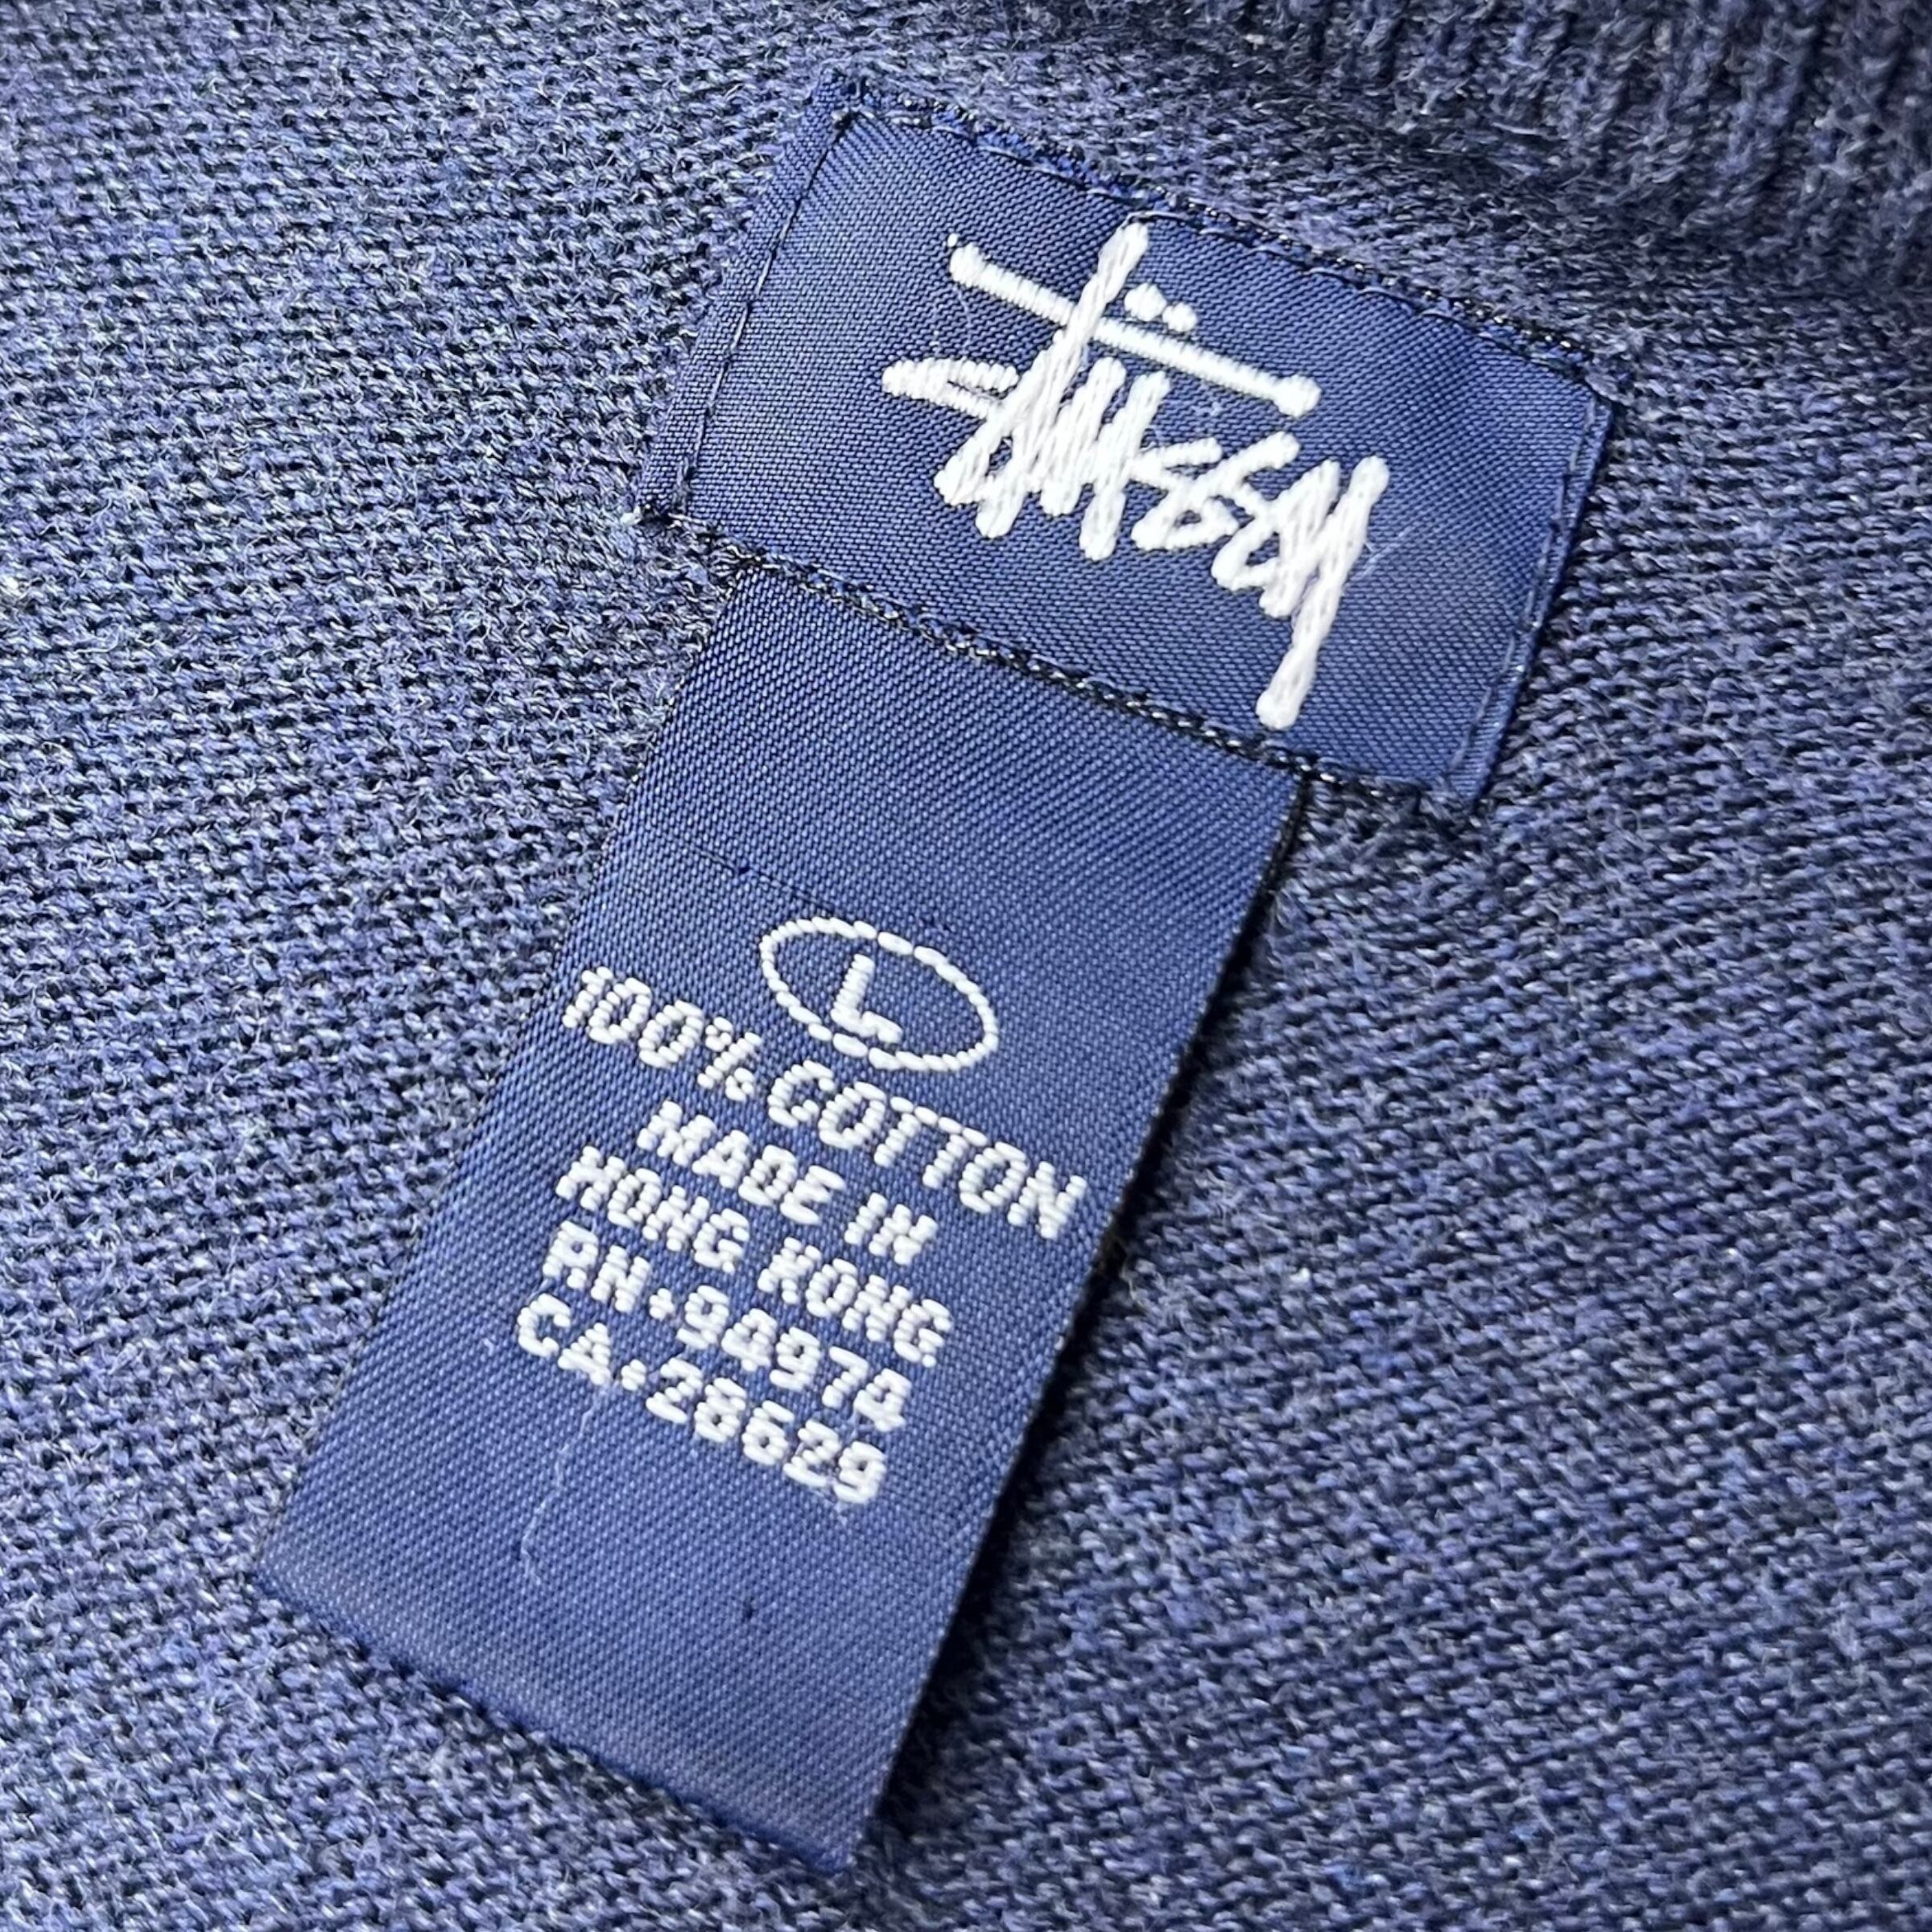 Stüssy
L
100% COTTON
MADE IN
HONG KONG
RN•94974
CA•28629